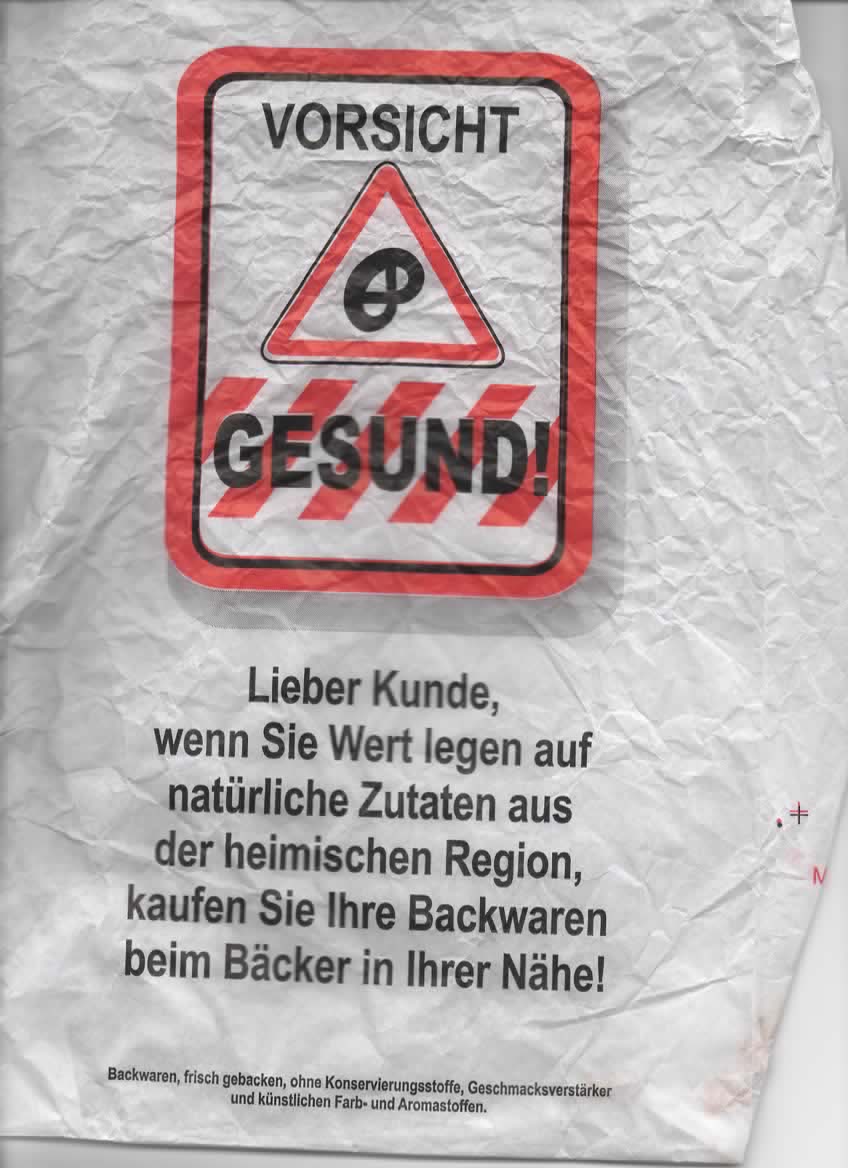 VORSICHT
GESUND!
Lieber Kunde,
wenn Sie Wert legen auf
natürliche Zutaten aus
der heimischen Region,
kaufen Sie Ihre Backwaren
beim Bäcker in Ihrer Nähe!
M
Backwaren, frisch gebacken, ohne Konservierungsstoffe, Geschmacksverstärker
und künstlichen Farb- und Aromastoffen.